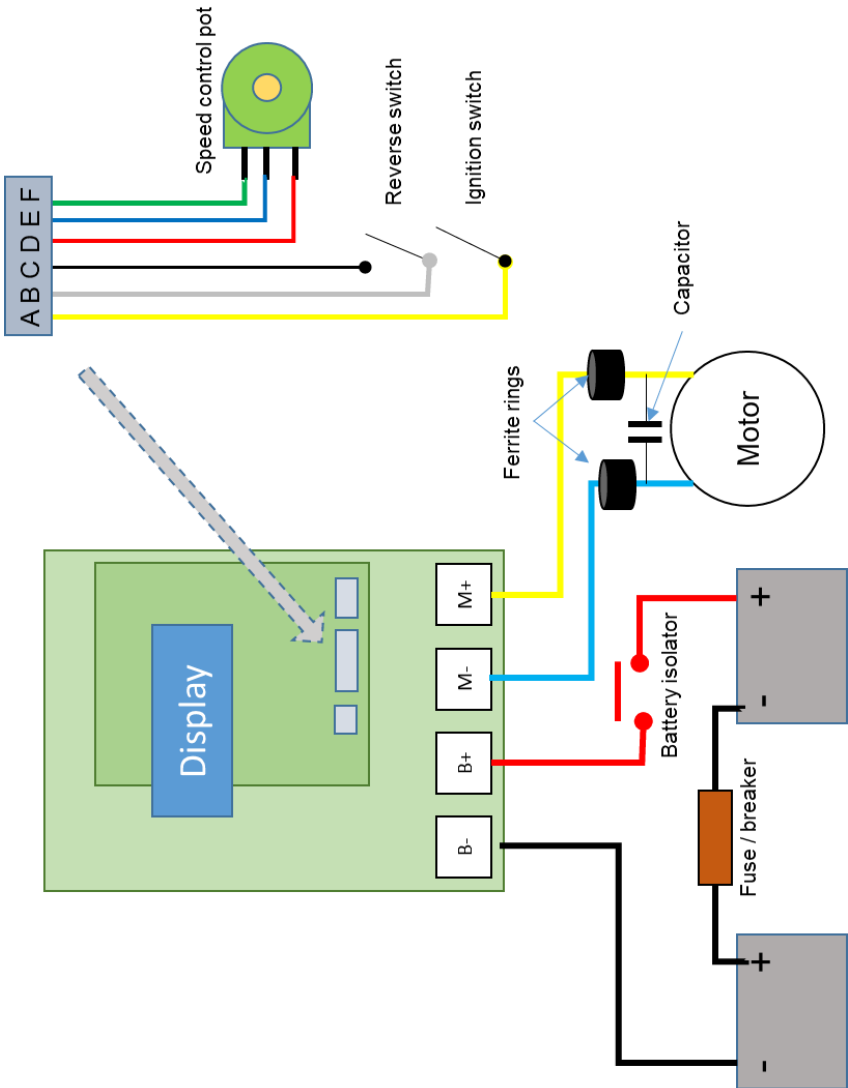 Speed control pot
A B C D E F
Reverse switch
Ignition switch
Capacitor
Ferrite rings
Motor
Display
M+
M-
B+
B-
Battery isolator
+
-
Fuse / breaker
+
-